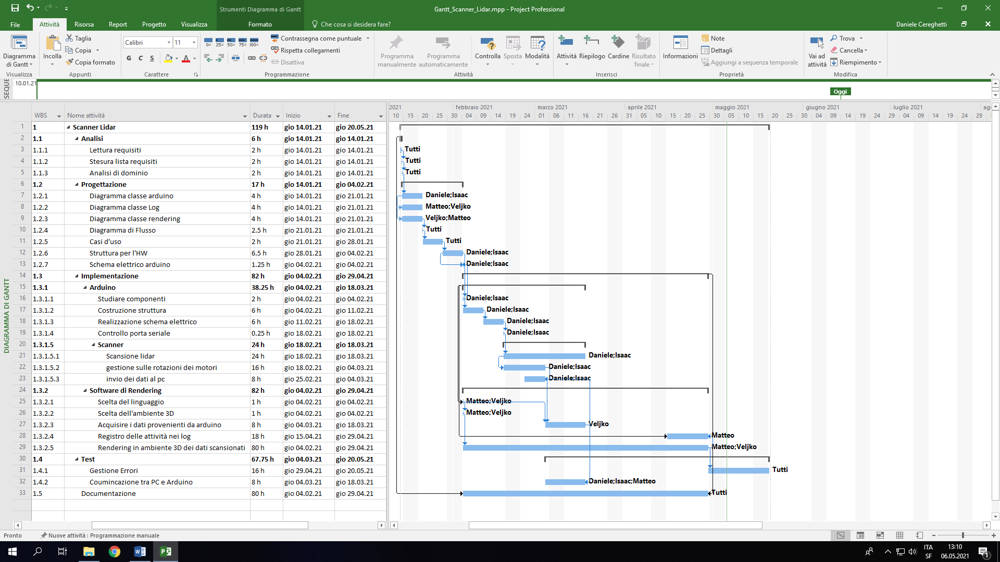 Strumenti Diagramma di Gantt
Gantt_Scanner_Lidar.mpp - Project Professional
File Attività Risorsa Report Progetto Visualizza Formato Che cosa si desidera fare? Daniele Cereghetti
Diagramma di Gantt
Visualizza
Incolla
Taglia
Copia
Copia formato
Appunti
Calibri 11
G C S A
Carattere
0% 25% 50% 75% 100%
Contrassegna come puntuale
Rispetta collegamenti
Disattiva
Programmazione
Programma manualmente
Programma automaticamente
Controlla Sposta Modalità
Attività
Attività Riepilogo Cardine Risultato finale
Inserisci
Informazioni
Note
Dettagli
Aggiungi a sequenza temporale
Proprietà
Vai ad attività
Trova
Cancella
Riempimento
Modifica
SEQUE
10.01.21
Oggi
DIAGRAMMA DI GANTT
WBS Nome attività Durata Inizio Fine
2021 febbraio 2021 marzo 2021 aprile 2021 maggio 2021 giugno 2021 luglio 2021 ago
10 15 20 25 30 04 09 14 19 24 01 06 11 16 21 26 31 05 10 15 20 25 30 05 10 15 20 25 30 04 09 14 19 24 29 04 09 14 19 24 29
1 1 Scanner Lidar 119 h gio 14.01.21 gio 20.05.21
2 1.1 Analisi 6 h gio 14.01.21 gio 14.01.21
3 1.1.1 Lettura requisiti 2 h gio 14.01.21 gio 14.01.21 Tutti
4 1.1.2 Stesura lista requisiti 2 h gio 14.01.21 gio 14.01.21 Tutti
5 1.1.3 Analisi di dominio 2 h gio 14.01.21 gio 14.01.21 Tutti
6 1.2 Progettazione 17 h gio 14.01.21 gio 04.02.21
7 1.2.1 Diagramma classe arduino 4 h gio 14.01.21 gio 21.01.21 Daniele;Isaac
8 1.2.2 Diagramma classe Log 4 h gio 14.01.21 gio 21.01.21 Matteo;Veljko
9 1.2.3 Diagramma classe rendering 4 h gio 14.01.21 gio 21.01.21 Veljko;Matteo
10 1.2.4 Diagramma di Flusso 2.5 h gio 21.01.21 gio 21.01.21 Tutti
11 1.2.5 Casi d'uso 2 h gio 21.01.21 gio 28.01.21 Tutti
12 1.2.6 Struttura per l'HW 6.5 h gio 28.01.21 gio 04.02.21 Daniele;Isaac
13 1.2.7 Schema elettrico arduino 1.25 h gio 04.02.21 gio 04.02.21 Daniele;Isaac
14 1.3 Implementazione 82 h gio 04.02.21 gio 29.04.21
15 1.3.1 Arduino 38.25 h gio 04.02.21 gio 18.03.21
16 1.3.1.1 Studiare componenti 2 h gio 04.02.21 gio 04.02.21 Daniele;Isaac
17 1.3.1.2 Costruzione struttura 6 h gio 04.02.21 gio 11.02.21 Daniele;Isaac
18 1.3.1.3 Realizzazione schema elettrico 6 h gio 11.02.21 gio 18.02.21 Daniele;Isaac
19 1.3.1.4 Controllo porta seriale 0.25 h gio 18.02.21 gio 18.02.21 Daniele;Isaac
20 1.3.1.5 Scanner 24 h gio 18.02.21 gio 18.03.21
21 1.3.1.5.1 Scansione lidar 24 h gio 18.02.21 gio 18.03.21 Daniele;Isaac
22 1.3.1.5.2 gestione sulle rotazioni dei motori 16 h gio 18.02.21 gio 04.03.21 Daniele;Isaac
23 1.3.1.5.3 invio dei dati al pc 8 h gio 25.02.21 gio 04.03.21 Daniele;Isaac
24 1.3.2 Software di Rendering 82 h gio 04.02.21 gio 29.04.21
25 1.3.2.1 Scelta del linguaggio 1 h gio 04.02.21 gio 04.02.21 Matteo;Veljko
26 1.3.2.2 Scelta dell'ambiente 3D 1 h gio 04.02.21 gio 04.02.21 Matteo;Veljko
27 1.3.2.3 Acquisire i dati provenienti da arduino 8 h gio 04.03.21 gio 18.03.21 Veljko
28 1.3.2.4 Registro delle attività nei log 18 h gio 15.04.21 gio 29.04.21 Matteo
29 1.3.2.5 Rendering in ambiente 3D dei dati scansionati 80 h gio 04.02.21 gio 29.04.21 Matteo;Veljko
30 1.4 Test 67.75 h gio 04.03.21 gio 20.05.21
31 1.4.1 Gestione Errori 16 h gio 29.04.21 gio 20.05.21 Tutti
32 1.4.2 Coumincazione tra PC e Arduino 8 h gio 04.03.21 gio 18.03.21 Daniele;Isaac;Matteo
33 1.5 Documentazione 80 h gio 04.02.21 gio 29.04.21 Tutti
Pronto Nuove attività : Programmazione manuale
ITA 13:10
SF 06.05.2021 1